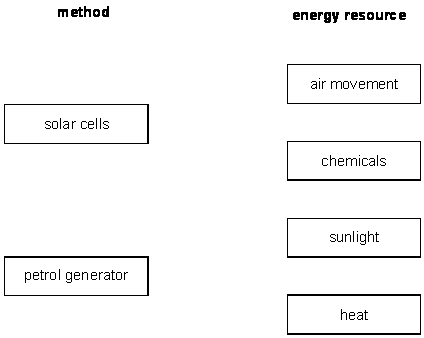 method
energy resource
air movement
solar cells
chemicals
sunlight
petrol generator
heat